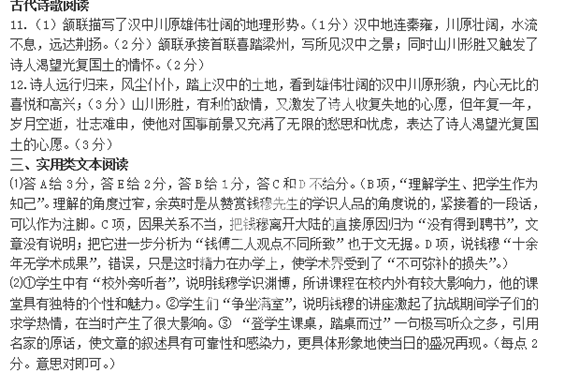 古代诗歌阅读
11.（1）颔联描写了汉中川原雄伟壮阔的地理形势。（1分）汉中地连秦雍，川原壮阔，水流
不息，远达荆扬。（2分）颔联承接首联喜踏梁州，写所见汉中之景；同时山川形胜又触发了
诗人渴望光复国土的情怀。（2分）
12.诗人远行归来，风尘仆仆，踏上汉中的土地，看到雄伟壮阔的汉中川原形貌，内心无比的
喜悦和高兴；（3分）山川形胜，有利的敌情，又激发了诗人收复失地的心愿，但年复一年，
岁月空逝，壮志难申，使他对国事前景又充满了无限的愁思和忧虑，表达了诗人渴望光复国
土的心愿。（3分）
三、实用类文本阅读
⑴答A给3分，答E给2分，答B给1分，答C和D不给分。（B项，“理解学生、把学生作为
知己”。理解的角度过窄，余英时是从赞赏钱穆先生的学识人品的角度说的，紧接着的一段话，
可以作为注脚。C项，因果关系不当，把钱穆离开大陆的直接原因归为“没有得到聘书”，文
章没有说明；把它进一步分析为“钱傅二人观点不同所致”也于文无据。D项，说钱穆“十余
年无学术成果”，错误，只是这时精力在办学上，使学术界受到了“不可弥补的损失”。）
⑵①学生中有“校外旁听者”，说明钱穆学识渊博，所讲课程在校内外有较大影响力，他的课
堂具有独特的个性和魅力。②学生们“争坐满室”，说明钱穆的讲座激起了抗战期间学子们的
求学热情，在当时产生了很大影响。③ “登学生课桌，踏桌而过”一句极写听众之多，引用
名家的原话，使文章的叙述具有可靠性和感染力，更具体形象地使当日的盛况再现。（每点2
分。意思对即可。）